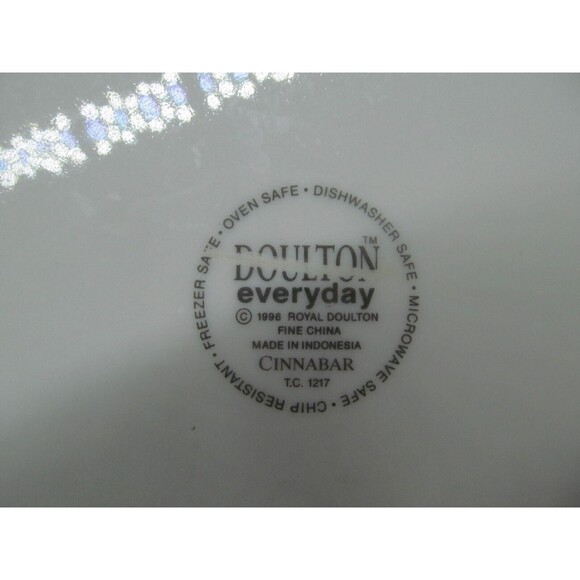 OVEN SAFE • DISHWASHER SAFE • MICROWAVE SAFE • CHIP RESISTANT • FREEZER SAFE •
DOULTON™
everyday
© 1996 ROYAL DOULTON
FINE CHINA
MADE IN INDONESIA
CINNABAR
T.C. 1217